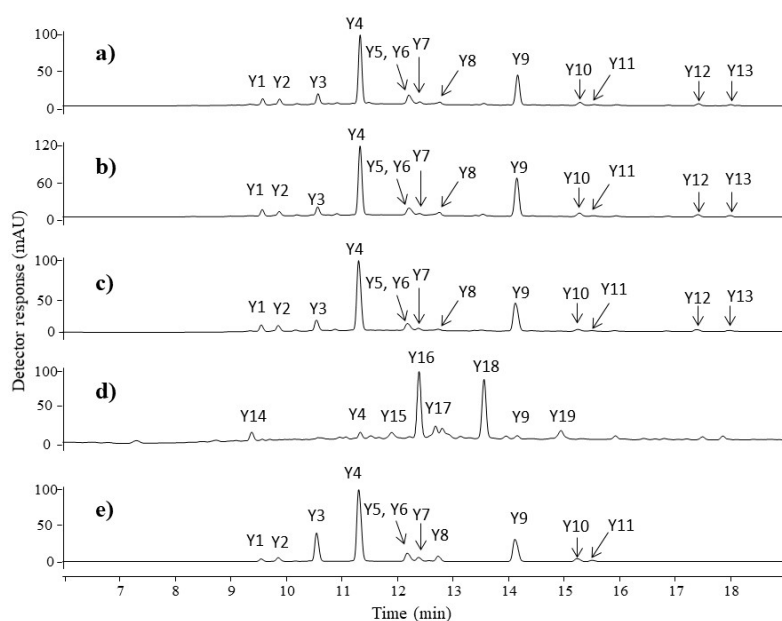 Detector response (mAU)
a)
100
50
0
Y1 Y2 Y3 Y4 Y5, Y6 Y7 Y8 Y9 Y10 Y11 Y12 Y13
b)
120
60
0
Y1 Y2 Y3 Y4 Y5, Y6 Y7 Y8 Y9 Y10 Y11 Y12 Y13
c)
100
50
0
Y1 Y2 Y3 Y4 Y5, Y6 Y7 Y8 Y9 Y10 Y11 Y12 Y13
d)
100
50
0
Y14 Y4 Y15 Y16 Y17 Y18 Y9 Y19
e)
100
50
0
Y1 Y2 Y3 Y4 Y5, Y6 Y7 Y8 Y9 Y10 Y11
7 8 9 10 11 12 13 14 15 16 17 18
Time (min)